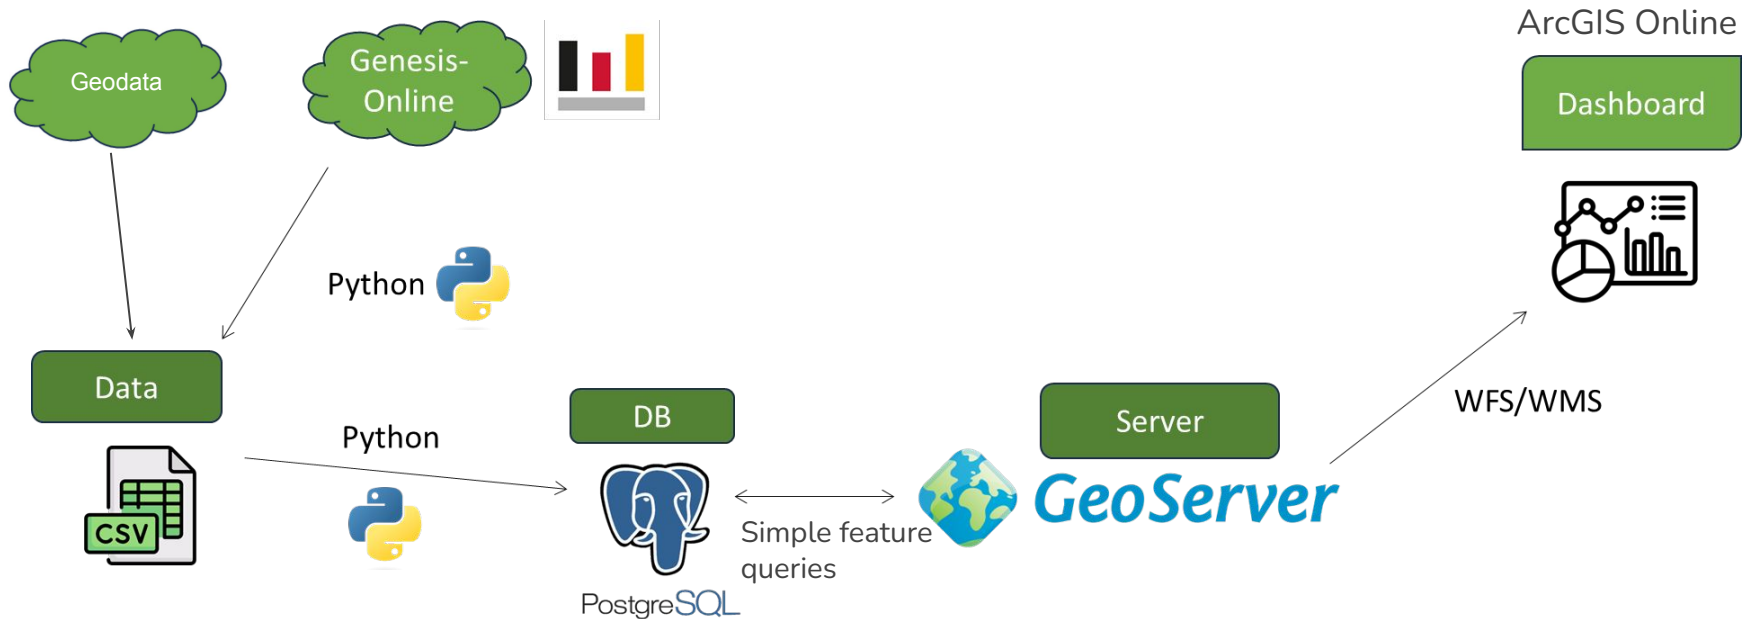 ArcGIS Online
Geodata
Genesis-
Online
Dashboard
Python
Data
DB
Server
WFS/WMS
Python
CSV
GeoServer
Simple feature
queries
PostgreSQL